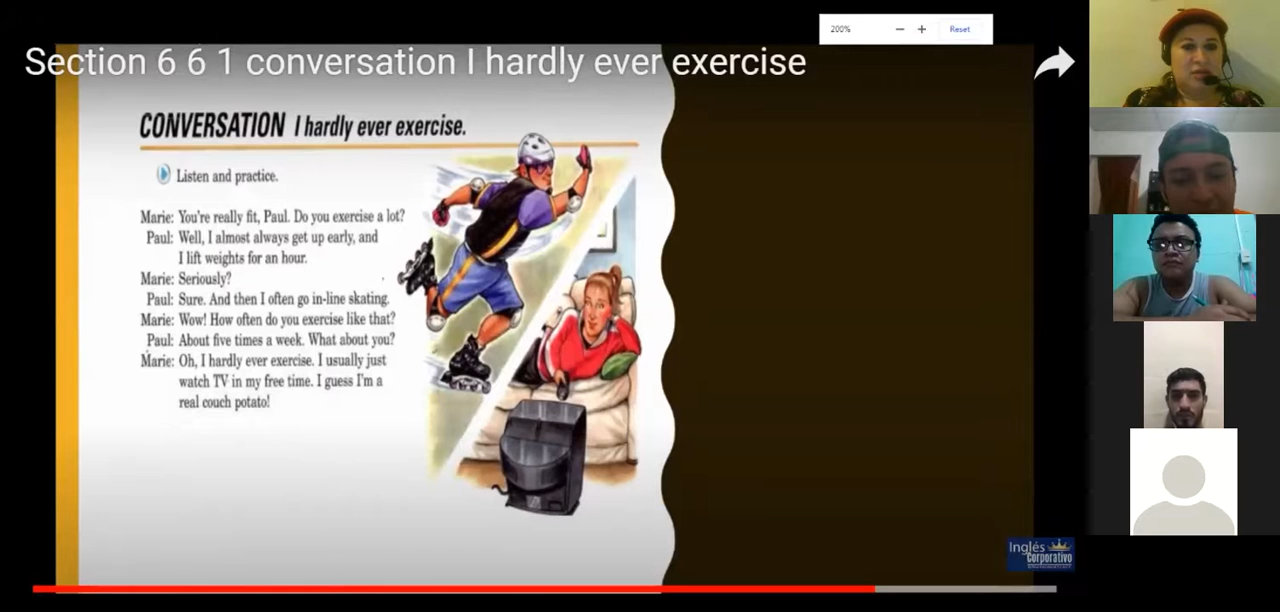 200%
Reset
Section 6 6 1 conversation I hardly ever exercise
CONVERSATION I hardly ever exercise.
Listen and practice.
Marie: You're really fit, Paul. Do you exercise a lot?
Paul: Well, I almost always get up early, and
I lift weights for an hour.
Marie: Seriously?
Paul: Sure. And then I often go in-line skating.
Marie: Wow! How often do you exercise like that?
Paul: About five times a week. What about you?
Marie: Oh, I hardly ever exercise. I usually just
watch TV in my free time. I guess I'm a
real couch potato!
Inglés
Corporativo